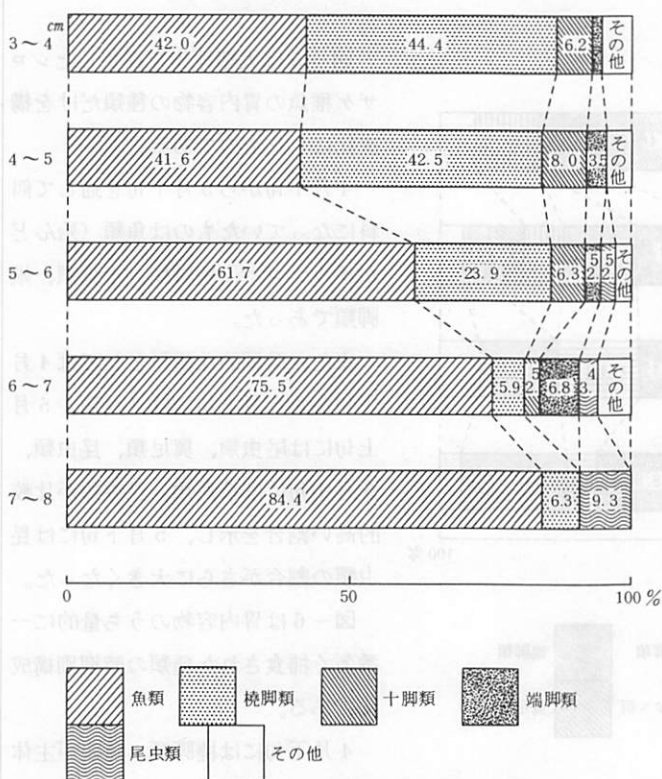 cm
3～4 42.0 44.4 6.2 その他
4～5 41.6 42.5 8.0 3.5 その他
5～6 61.7 23.9 6.3 2.5 2.5 その他
6～7 75.5 5.9 2.5 6.8 3.4 その他
7～8 84.4 6.3 9.3
0 50 100 %
魚類 橈脚類 十脚類 端脚類
尾虫類 その他